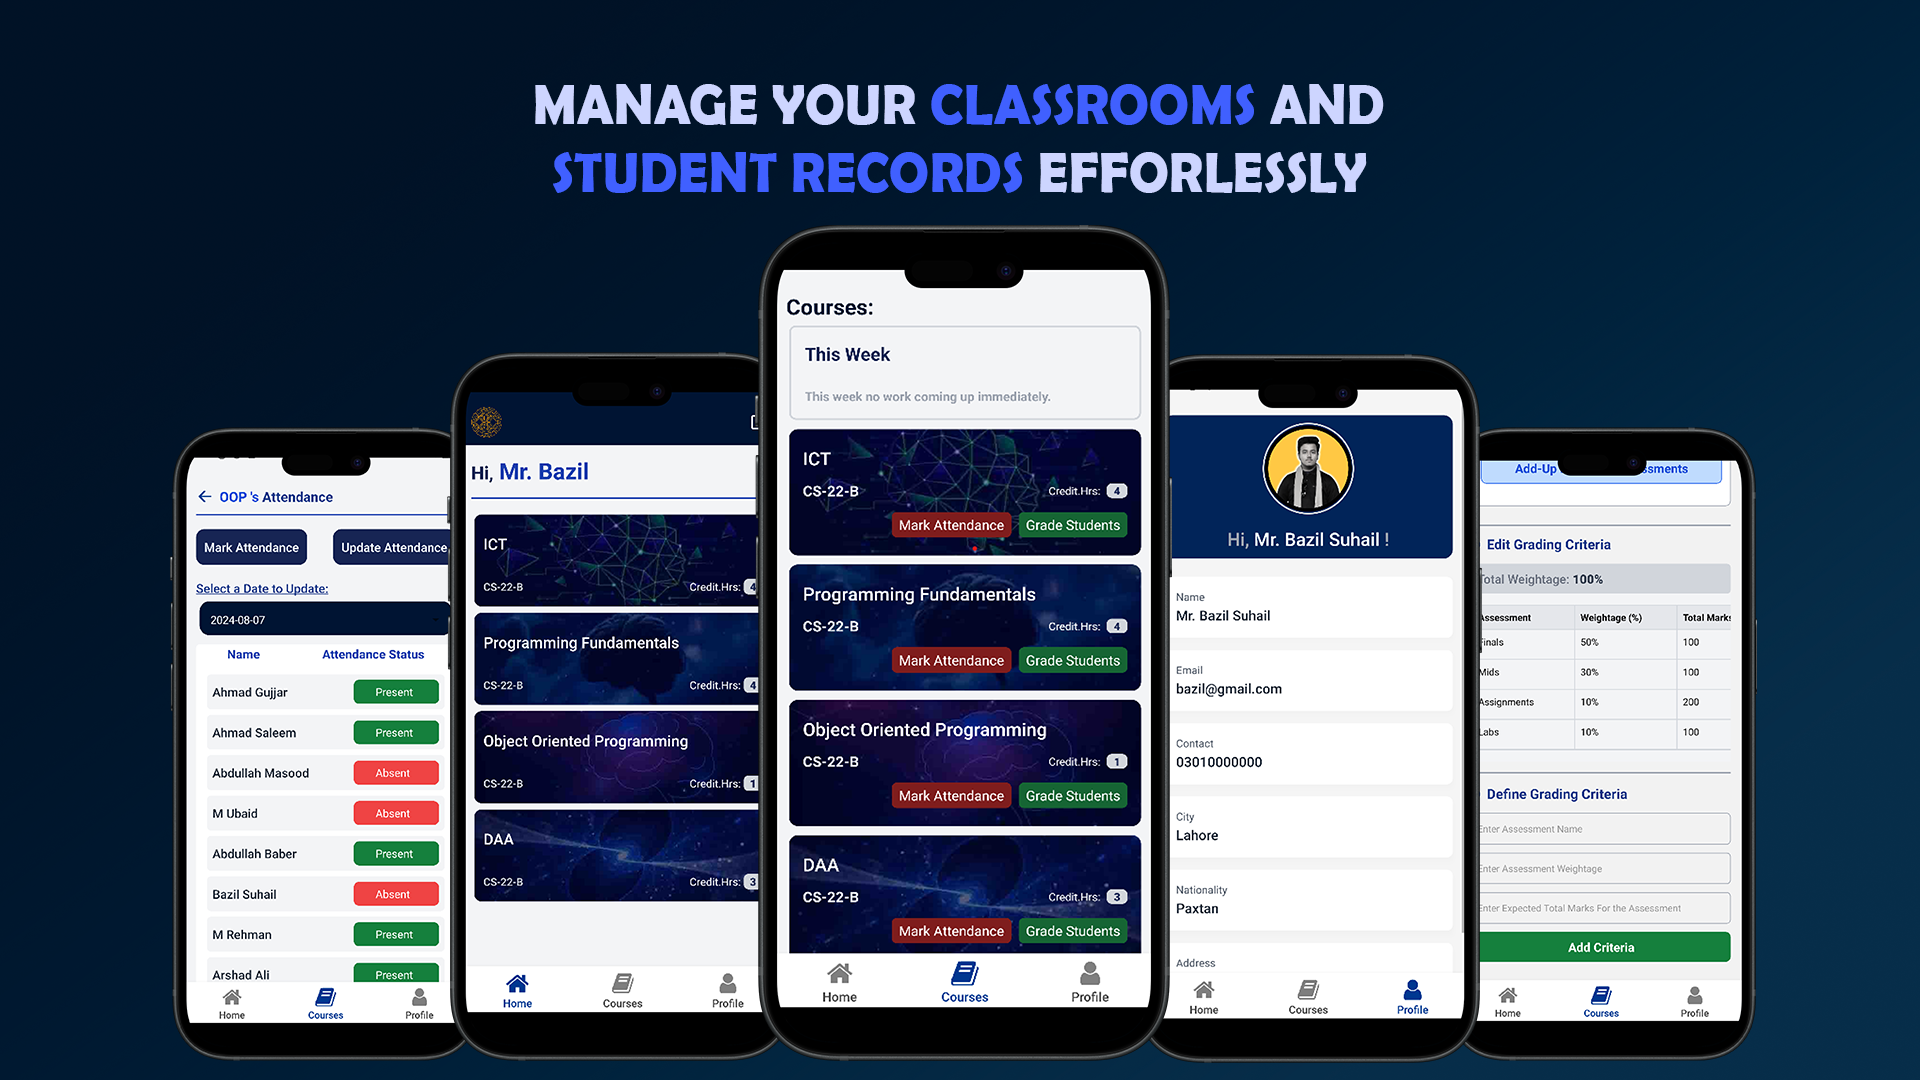 MANAGE YOUR CLASSROOMS AND
STUDENT RECORDS EFFORLESSLY
OOP 's Attendance
Mark Attendance
Update Attendance
Select a Date to Update:
2024-08-07
Name Attendance Status
Ahmad Gujjar Present
Ahmad Saleem Present
Abdullah Masood Absent
M Ubaid Absent
Abdullah Baber Present
Bazil Suhail Absent
M Rehman Present
Arshad Ali Present
Home Courses Profile
Hi, Mr. Bazil
ICT
CS-22-B Credit.Hrs: 4
Programming Fundamentals
CS-22-B Credit.Hrs: 4
Object Oriented Programming
CS-22-B Credit.Hrs: 1
DAA
CS-22-B Credit.Hrs: 3
Home Courses Profile
Courses:
This Week
This week no work coming up immediately.
ICT
CS-22-B Credit.Hrs: 4
Mark Attendance Grade Students
Programming Fundamentals
CS-22-B Credit.Hrs: 4
Mark Attendance Grade Students
Object Oriented Programming
CS-22-B Credit.Hrs: 1
Mark Attendance Grade Students
DAA
CS-22-B Credit.Hrs: 3
Mark Attendance Grade Students
Home Courses Profile
Hi, Mr. Bazil Suhail !
Name
Mr. Bazil Suhail
Email
bazil@gmail.com
Contact
03010000000
City
Lahore
Nationality
Paxtan
Address
Home Courses Profile
Add-Up ssments
Edit Grading Criteria
otal Weightage: 100%
Assessment Weightage (%) Total Marks
inals 50% 100
Mids 30% 100
Assignments 10% 200
Labs 10% 100
Define Grading Criteria
Enter Assessment Name
Enter Assessment Weightage
Enter Expected Total Marks For the Assessment
Add Criteria
Home Courses Profile